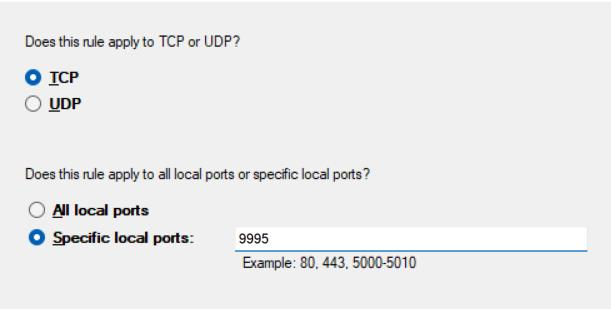 Does this rule apply to TCP or UDP?
TCP
UDP
Does this rule apply to all local ports or specific local ports?
All local ports
Specific local ports: 9995
Example: 80, 443, 5000-5010